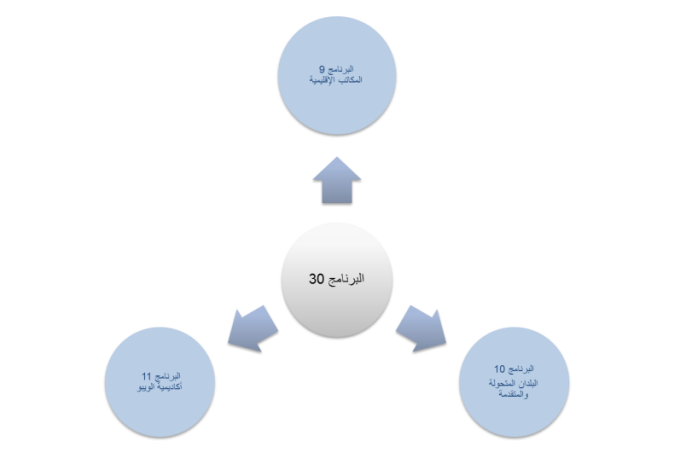 البرنامج 9
المكاتب الإقليمية
البرنامج 30
البرنامج 10
البلدان المتحولة
والمتقدمة
البرنامج 11
أكاديمية الويبو